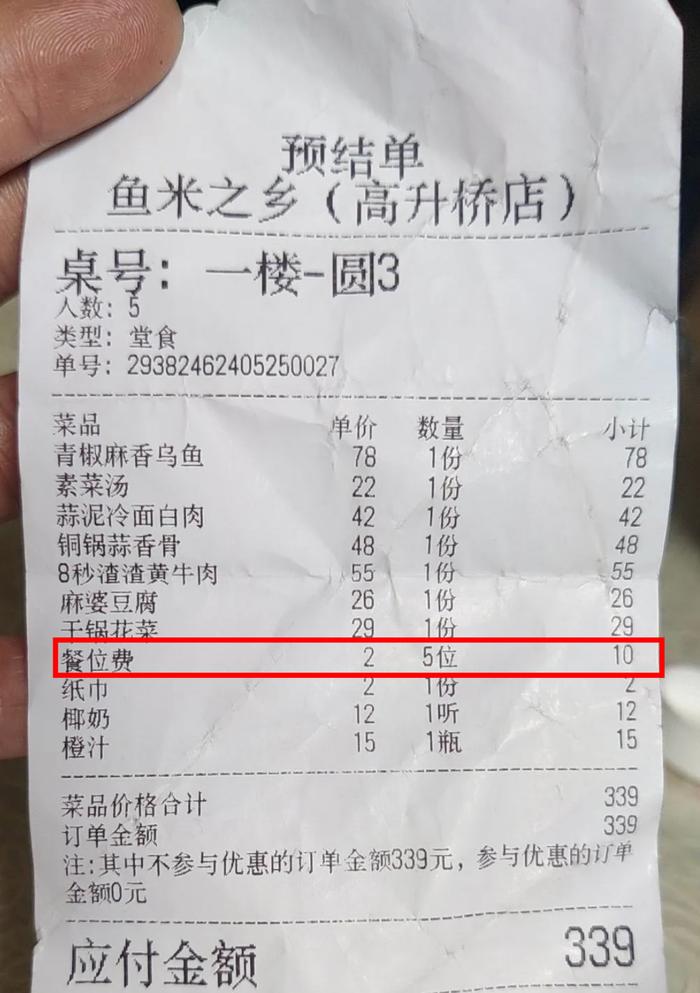 预结单
鱼米之乡（高升桥店）
桌号：一楼-圆3
人数：5
类型：堂食
单号：29382462405250027
菜品 单价 数量 小计
青椒麻香乌鱼 78 1份 78
素菜汤 22 1份 22
蒜泥冷面白肉 42 1份 42
铜锅蒜香骨 48 1份 48
8秒渣渣黄牛肉 55 1份 55
麻婆豆腐 26 1份 26
干锅花菜 29 1份 29
餐位费 2 5位 10
纸巾 2 1份 2
椰奶 12 1听 12
橙汁 15 1瓶 15
菜品价格合计 339
订单金额 339
注:其中不参与优惠的订单金额339元，参与优惠的订单
金额0元
应付金额 339